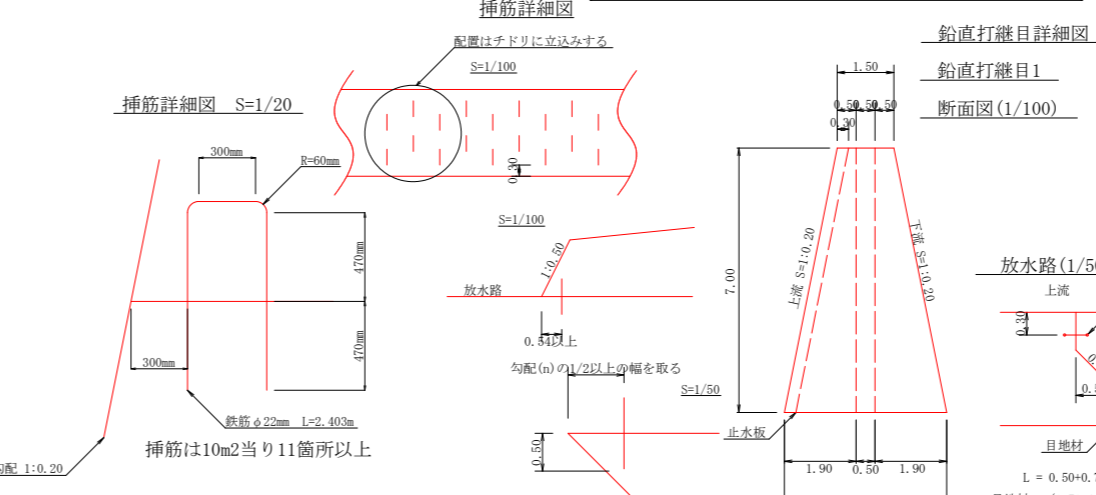 挿筋詳細図
配置はチドリに立込みする
S=1/100
0.30
挿筋詳細図　S=1/20
300mm
R=60mm
470mm
470mm
300mm
鉄筋φ22mm　L=2.403m
挿筋は10m2当り11箇所以上
勾配 1:0.20
S=1/100
1:0.50
放水路
0.54以上
勾配(n)の1/2以上の幅を取る
S=1/50
0.50
鉛直打継目詳細図
鉛直打継目1
断面図(1/100)
1.50
0.50
0.50
0.50
0.30
7.00
上流 S=1:0.20
下流 S=1:0.20
止水板
1.90
0.50
1.90
放水路(1/50
上流
0.30
目地材
L = 0.50+0.